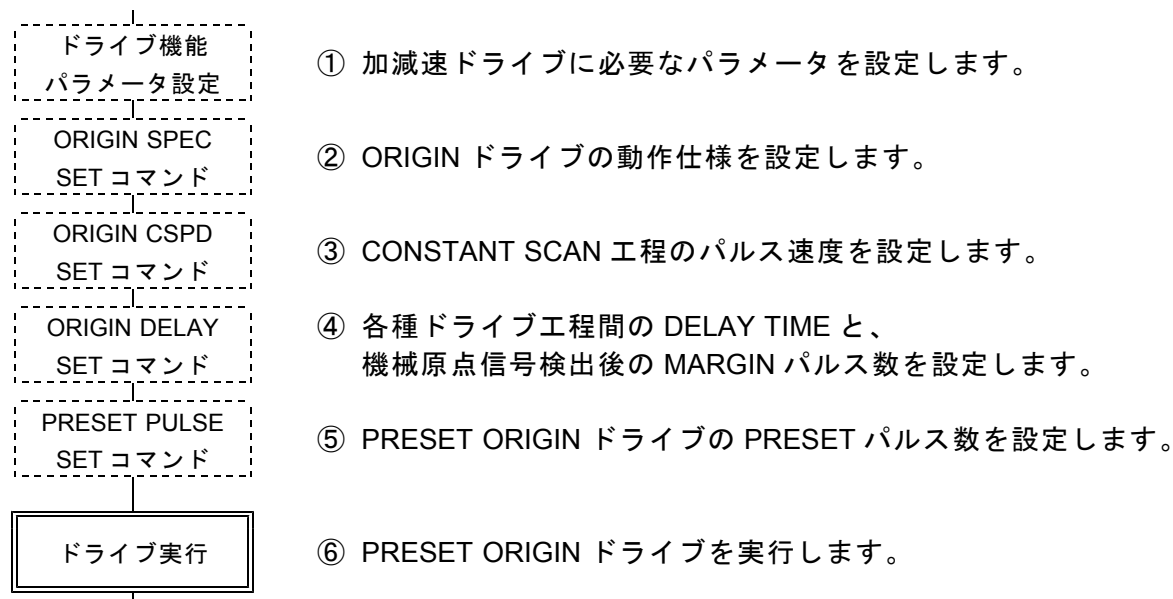 ドライブ機能
パラメータ設定
① 加減速ドライブに必要なパラメータを設定します。
ORIGIN SPEC
SET コマンド
② ORIGIN ドライブの動作仕様を設定します。
ORIGIN CSPD
SET コマンド
③ CONSTANT SCAN 工程のパルス速度を設定します。
ORIGIN DELAY
SET コマンド
④ 各種ドライブ工程間の DELAY TIME と、
機械原点信号検出後の MARGIN パルス数を設定します。
PRESET PULSE
SET コマンド
⑤ PRESET ORIGIN ドライブの PRESET パルス数を設定します。
ドライブ実行
⑥ PRESET ORIGIN ドライブを実行します。